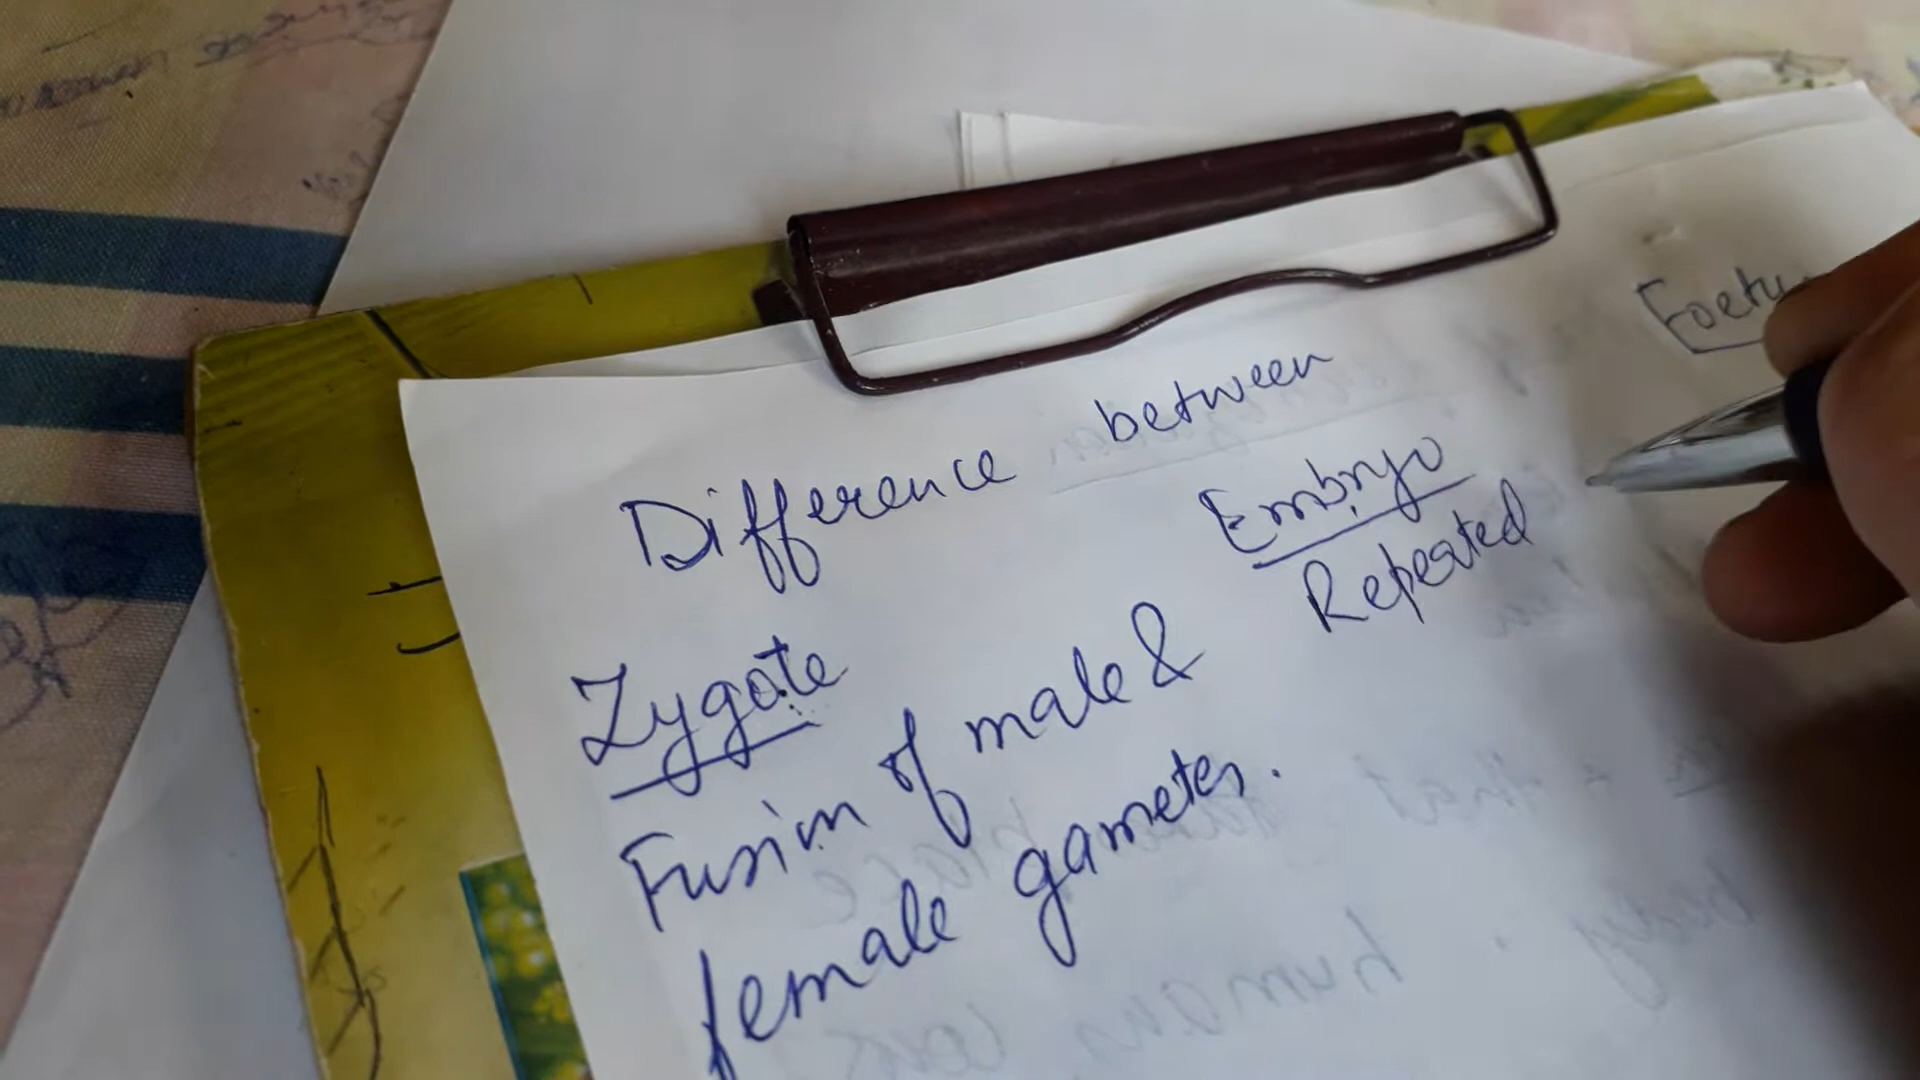 Difference between
Zygote
Embryo
Fusion of male &
female gametes.
Repeated